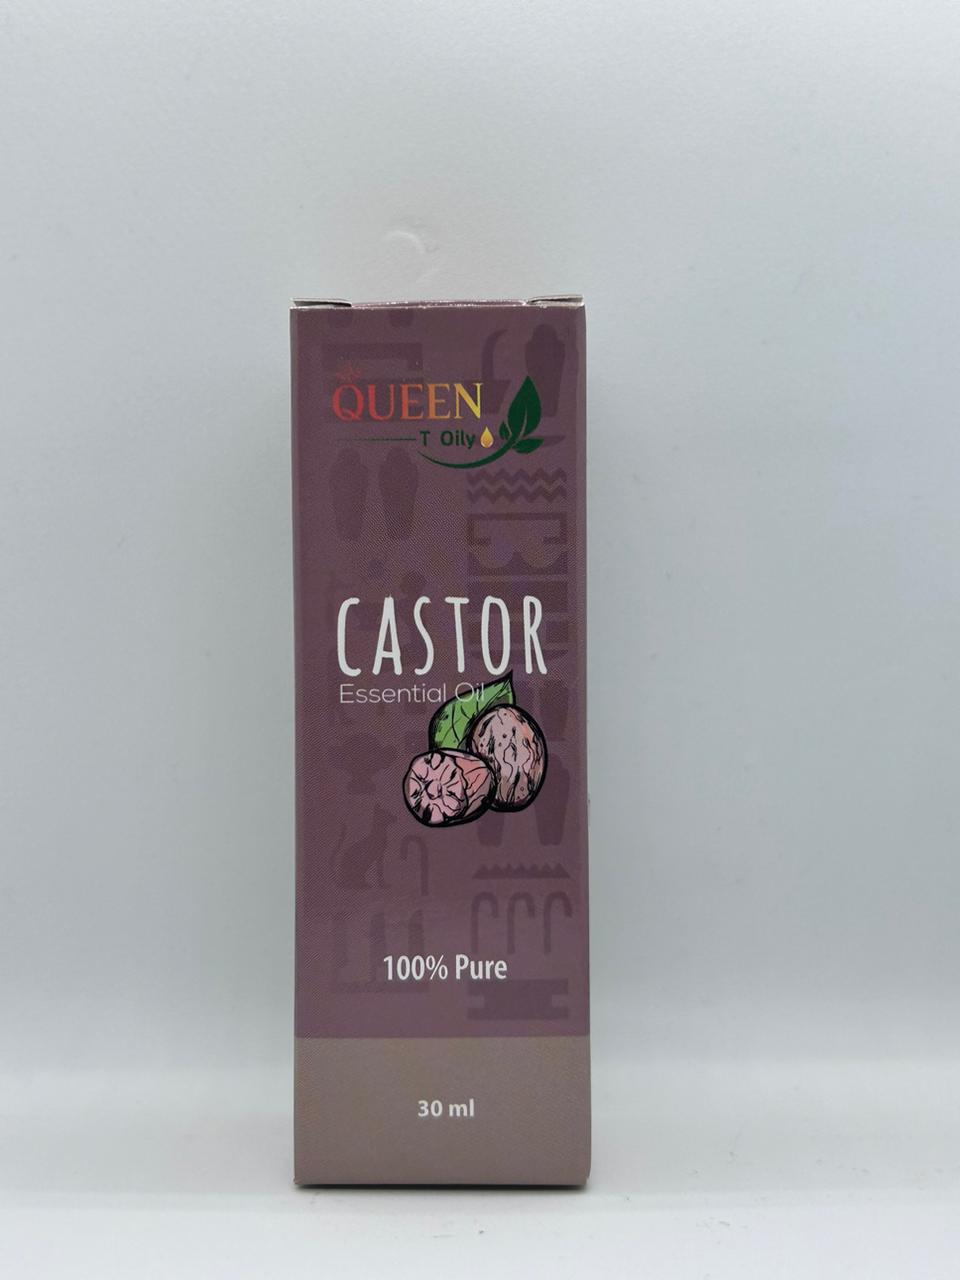 QUEEN
T Oily
CASTOR
Essential Oil
100% Pure
30 ml